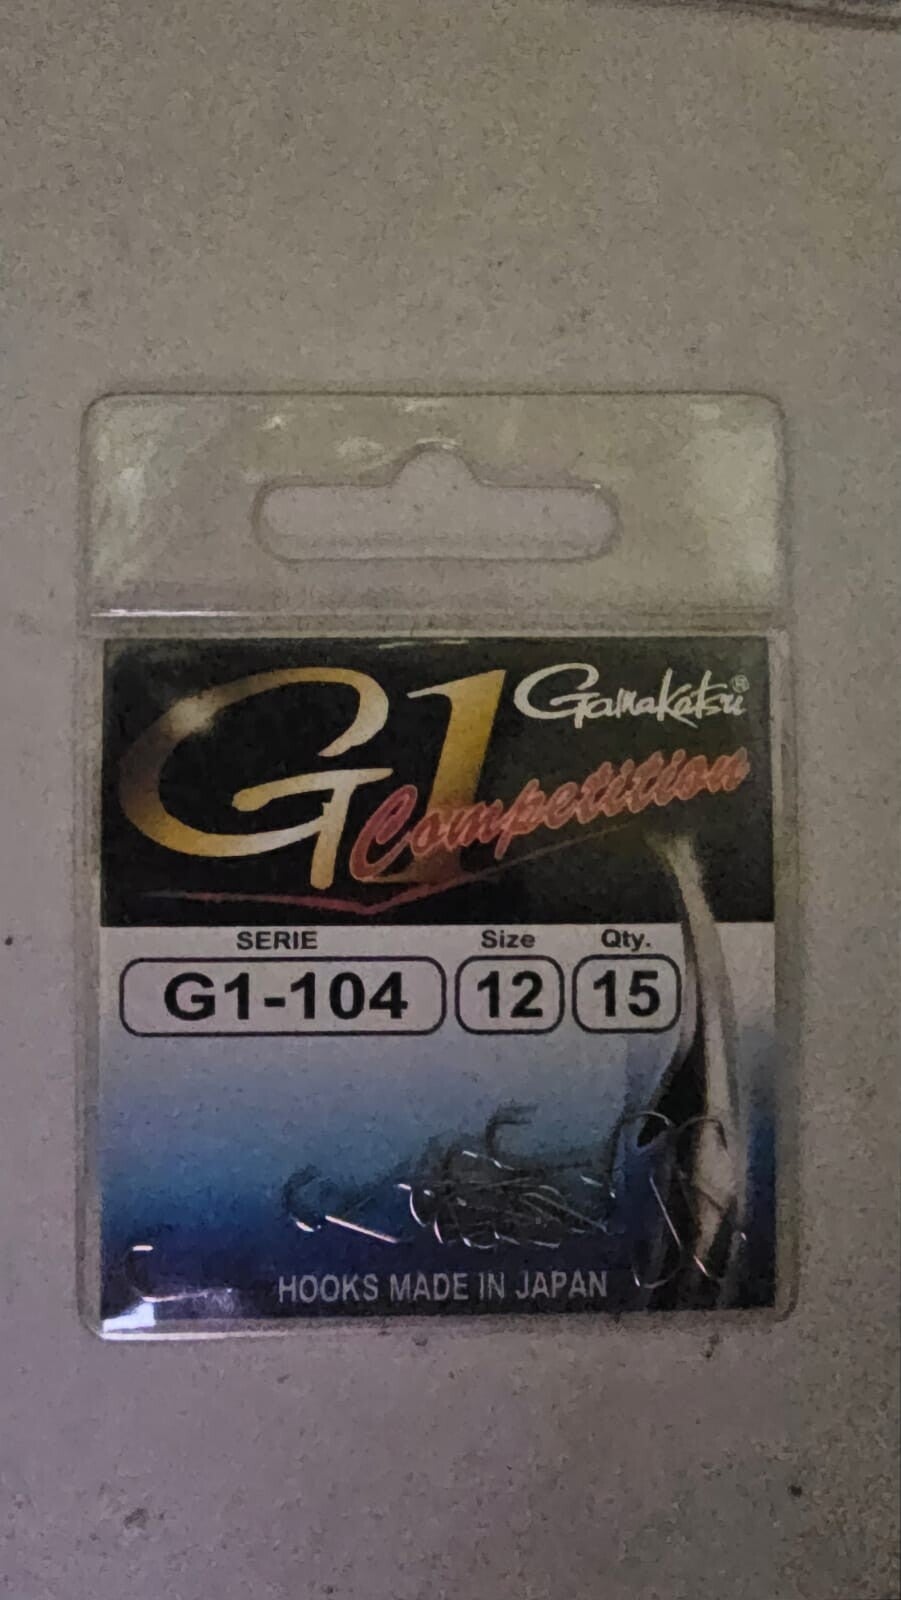 G1 Gamakatsu®
Competition
SERIE Size Qty.
G1-104 12 15
HOOKS MADE IN JAPAN